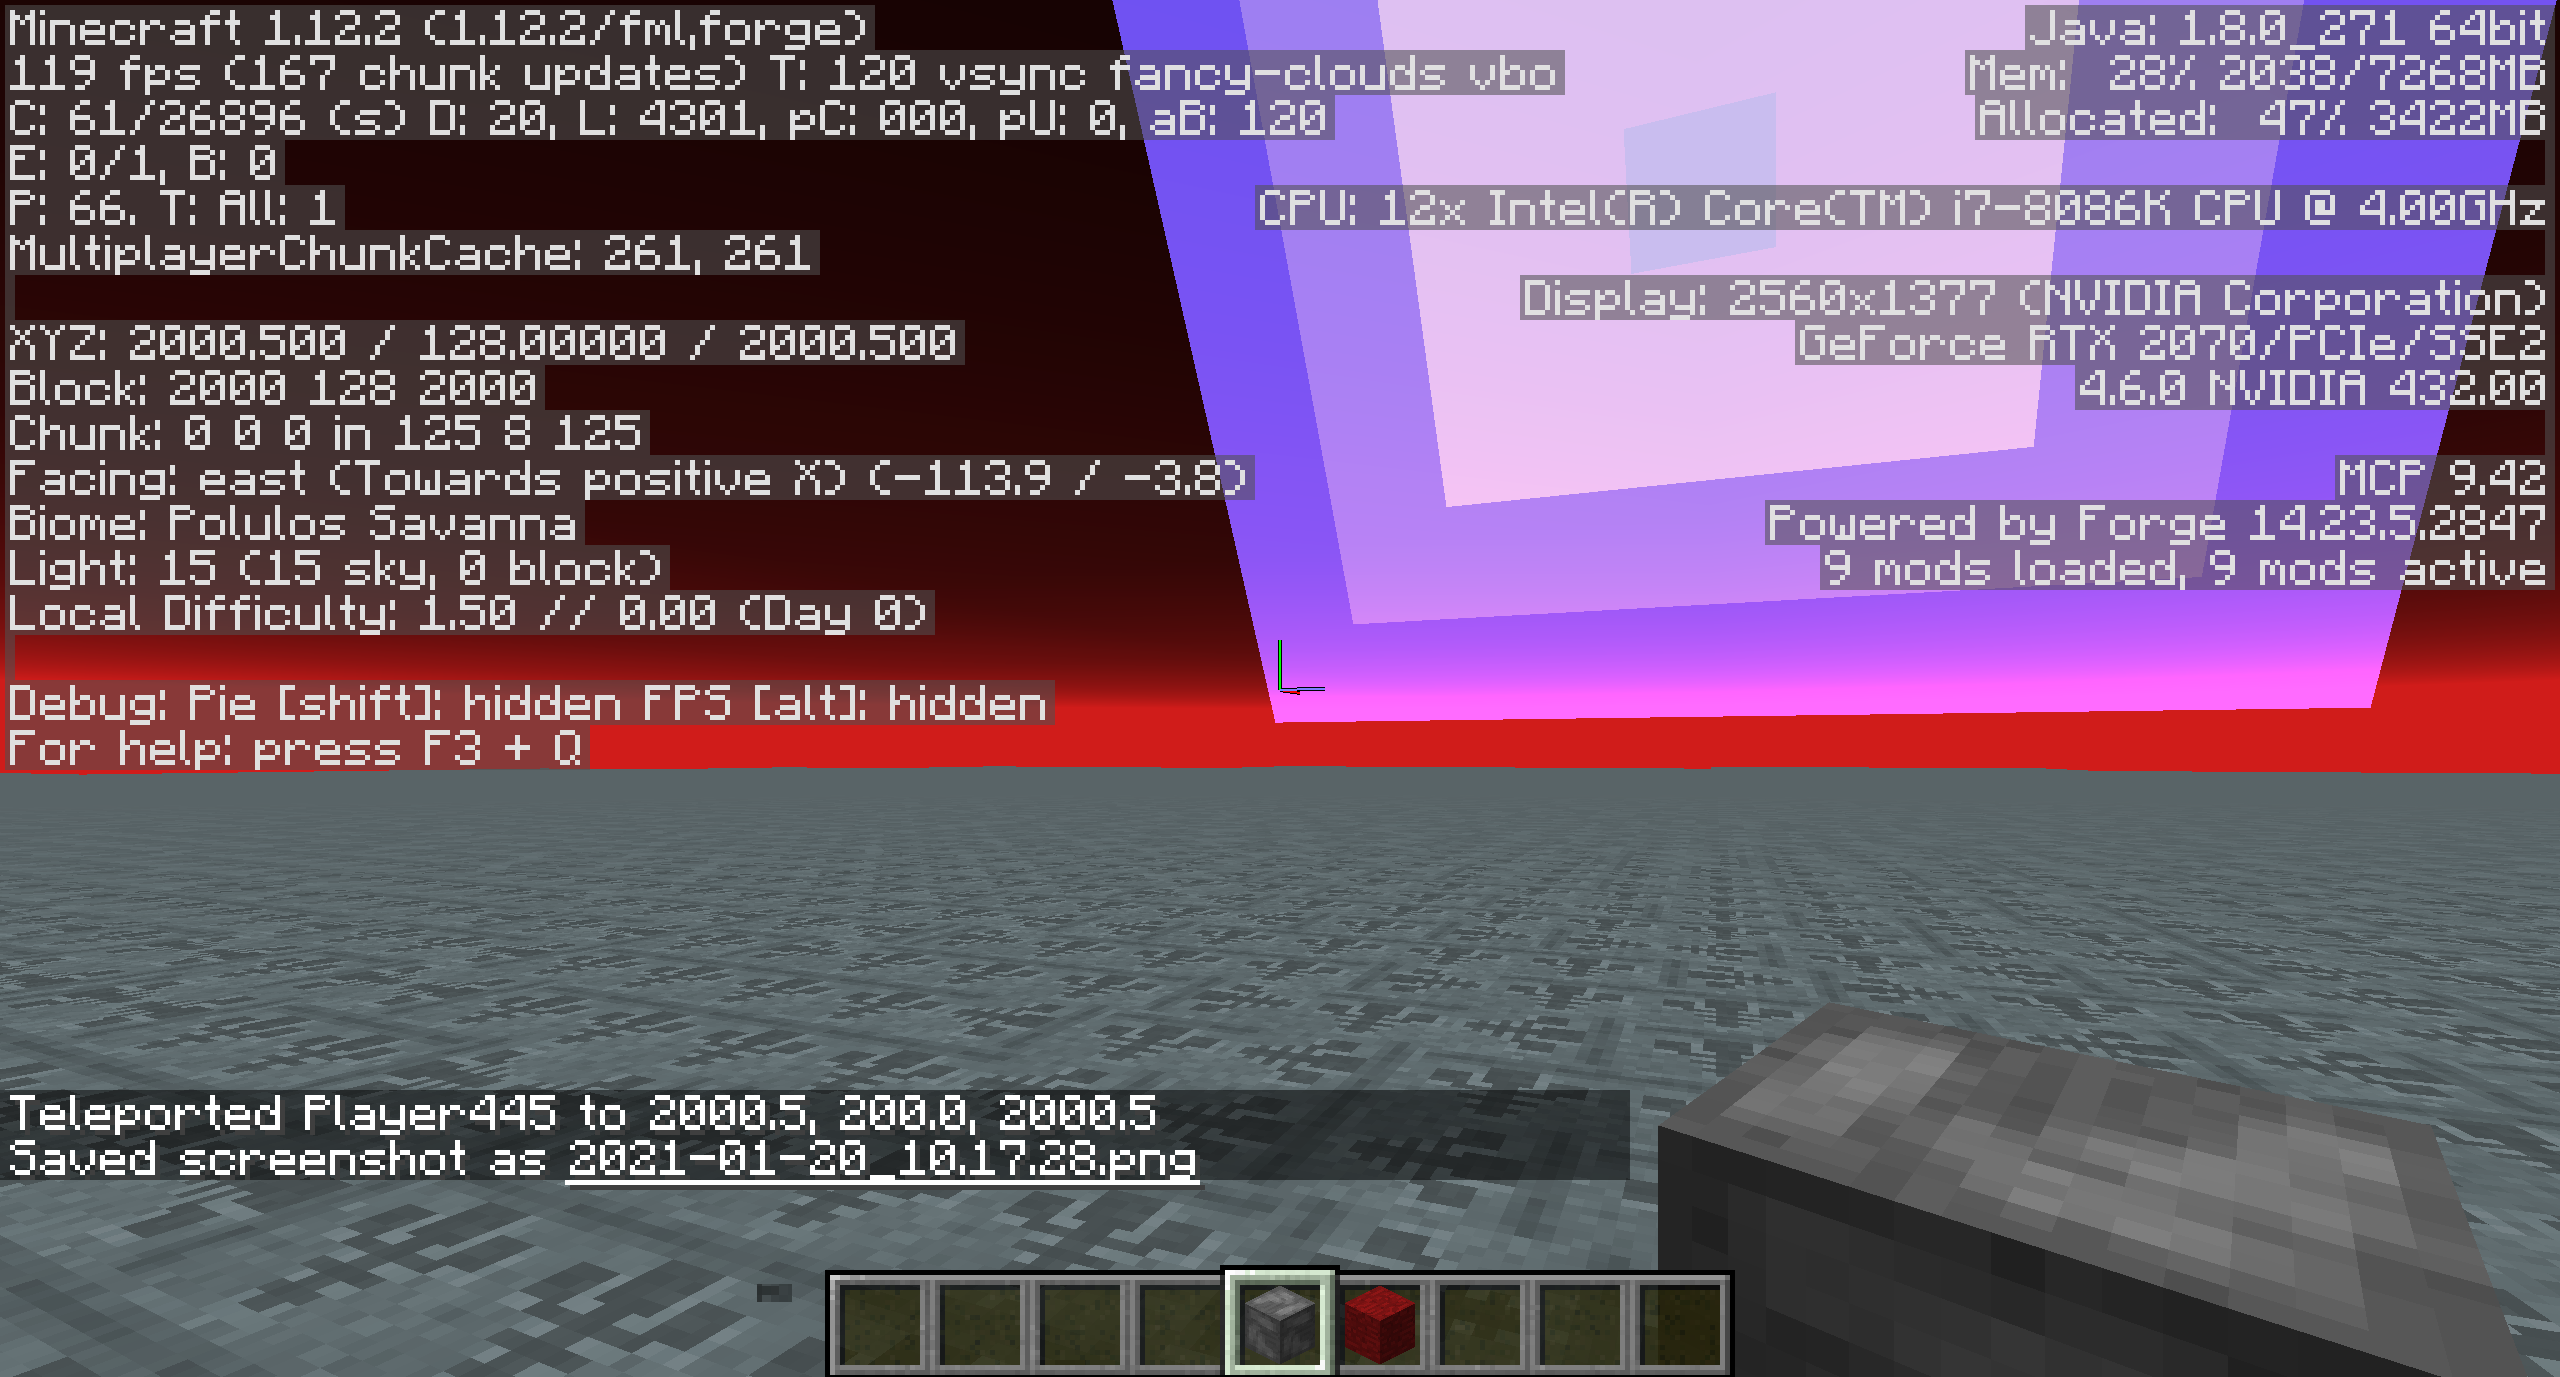 Minecraft 1.12.2 (1.12.2/fml,forge)
119 fps (167 chunk updates) T: 120 vsync fancy-clouds vbo
C: 61/26896 (s) D: 20, L: 4301, pC: 000, pU: 0, aB: 120
E: 0/1, B: 0
P: 66. T: All: 1
MultiplayerChunkCache: 261, 261
XYZ: 2000.500 / 128.00000 / 2000.500
Block: 2000 128 2000
Chunk: 0 0 0 in 125 8 125
Facing: east (Towards positive X) (-113.9 / -3.8)
Biome: Polulos Savanna
Light: 15 (15 sky, 0 block)
Local Difficulty: 1.50 // 0.00 (Day 0)
Debug: Pie [shift]: hidden FPS [alt]: hidden
For help: press F3 + Q
Java: 1.8.0_271 64bit
Mem: 28% 2038/7268MB
Allocated: 47% 3422MB
CPU: 12x Intel(R) Core(TM) i7-8086K CPU @ 4.00GHz
Display: 2560x1377 (NVIDIA Corporation)
GeForce RTX 2070/PCIe/SSE2
4.6.0 NVIDIA 432.00
MCP 9.42
Powered by Forge 14.23.5.2847
9 mods loaded, 9 mods active
Teleported Player445 to 2000.5, 200.0, 2000.5
Saved screenshot as 2021-01-20_10.17.28.png